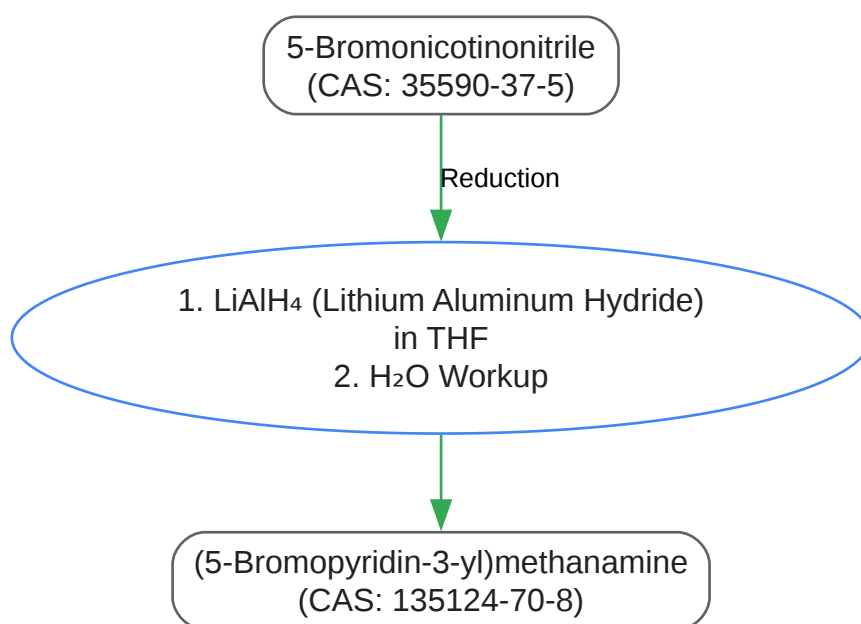 5-Bromonicotinonitrile
(CAS: 35590-37-5)
Reduction
1. LiAlH₄ (Lithium Aluminum Hydride)
in THF
2. H₂O Workup
(5-Bromopyridin-3-yl)methanamine
(CAS: 135124-70-8)